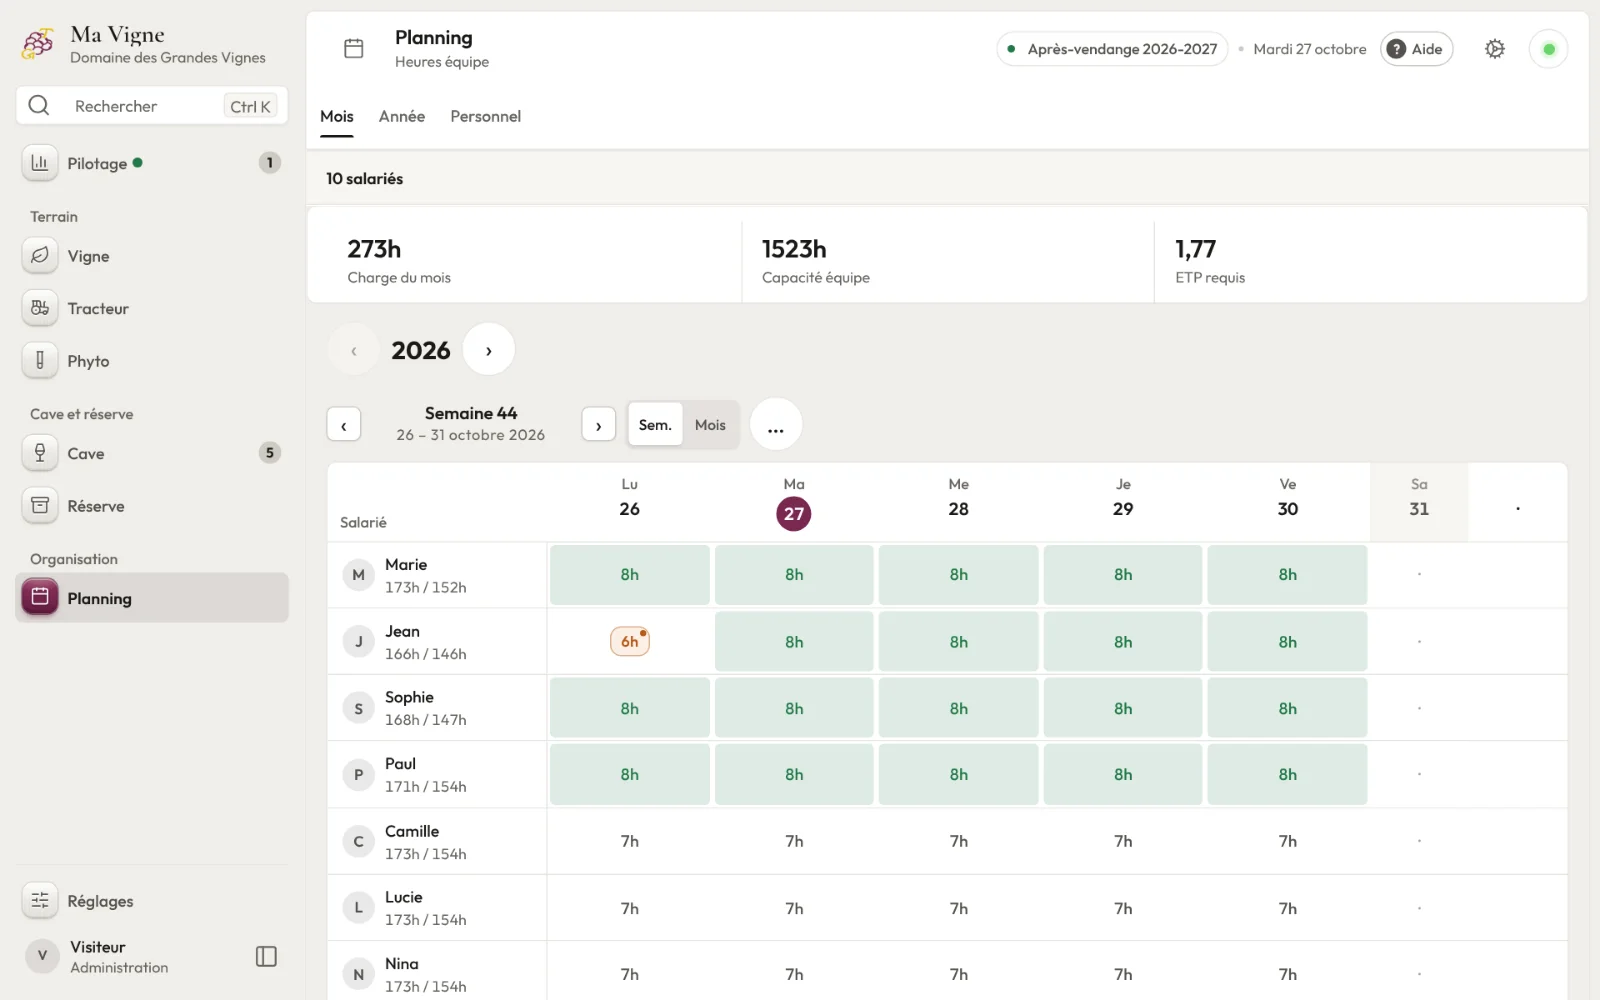 Ma Vigne
Domaine des Grandes Vignes
Rechercher
Ctrl K
Pilotage
1
Terrain
Vigne
Tracteur
Phyto
Cave et réserve
Cave
5
Réserve
Organisation
Planning
Réglages
V
Visiteur
Administration
Planning
Heures équipe
Après-vendange 2026-2027
Mardi 27 octobre
? Aide
Mois Année Personnel
10 salariés
273h
Charge du mois
1523h
Capacité équipe
1,77
ETP requis
‹ 2026 ›
‹
Semaine 44
26 – 31 octobre 2026
›
Sem. Mois
...
Salarié
Lu
26
Ma
27
Me
28
Je
29
Ve
30
Sa
31
·
M
Marie
173h / 152h
8h 8h 8h 8h 8h ·
J
Jean
166h / 146h
6h 8h 8h 8h 8h ·
S
Sophie
168h / 147h
8h 8h 8h 8h 8h ·
P
Paul
171h / 154h
8h 8h 8h 8h 8h ·
C
Camille
173h / 154h
7h 7h 7h 7h 7h ·
L
Lucie
173h / 154h
7h 7h 7h 7h 7h ·
N
Nina
173h / 154h
7h 7h 7h 7h 7h ·